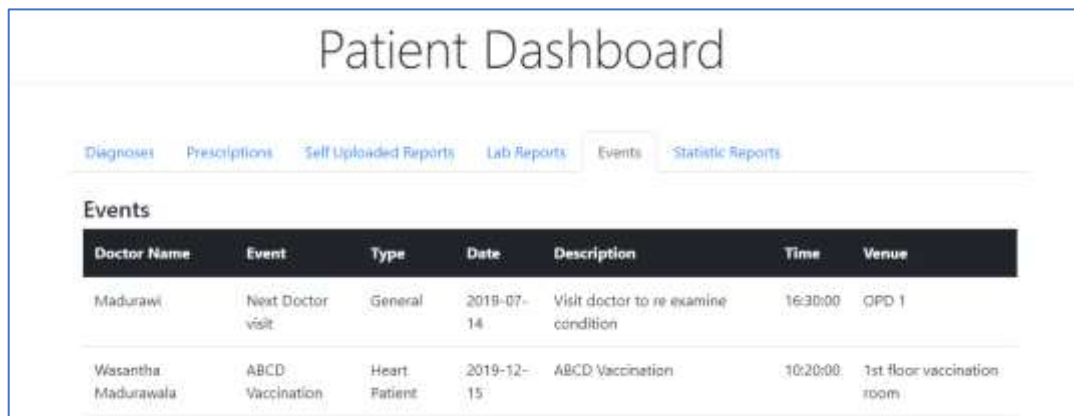 Patient Dashboard
Diagnoses Prescriptions Self Uploaded Reports Lab Reports Events Statistic Reports
Events
Doctor Name Event Type Date Description Time Venue
Madurawi Next Doctor General 2019-07- Visit doctor to re examine 16:30:00 OPD 1
visit 14 condition
Wasantha ABCD Heart 2019-12- ABCD Vaccination 10:20:00 1st floor vaccination
Madurawala Vaccination Patient 15 room